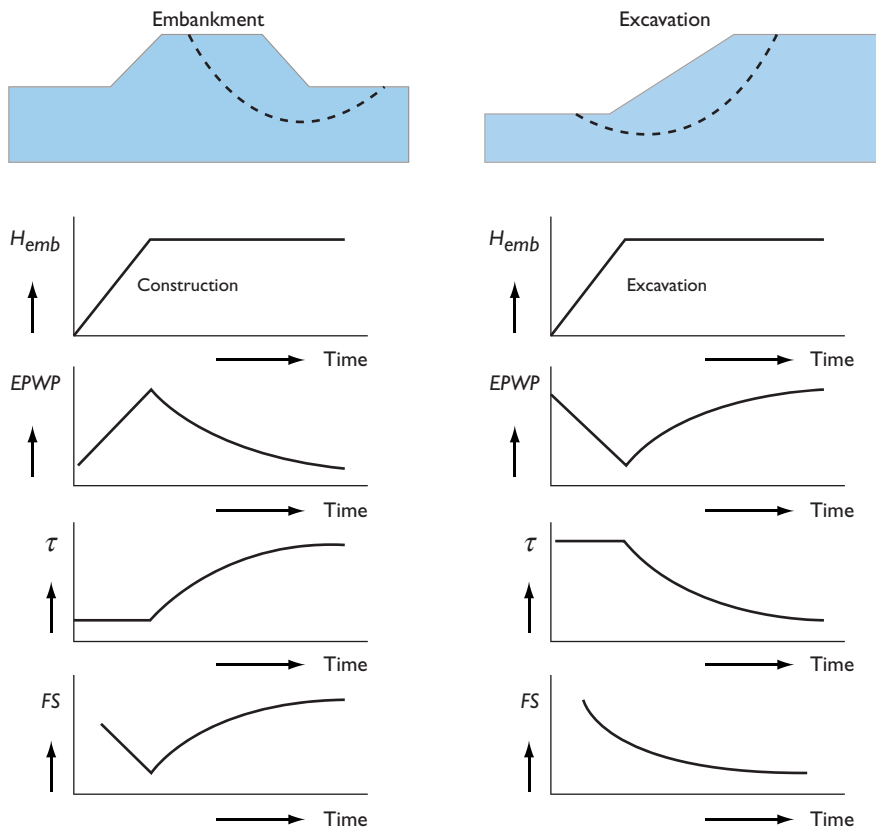 Embankment
Excavation
H_emb
Construction
Time
H_emb
Excavation
Time
EPWP
Time
EPWP
Time
τ
Time
τ
Time
FS
Time
FS
Time